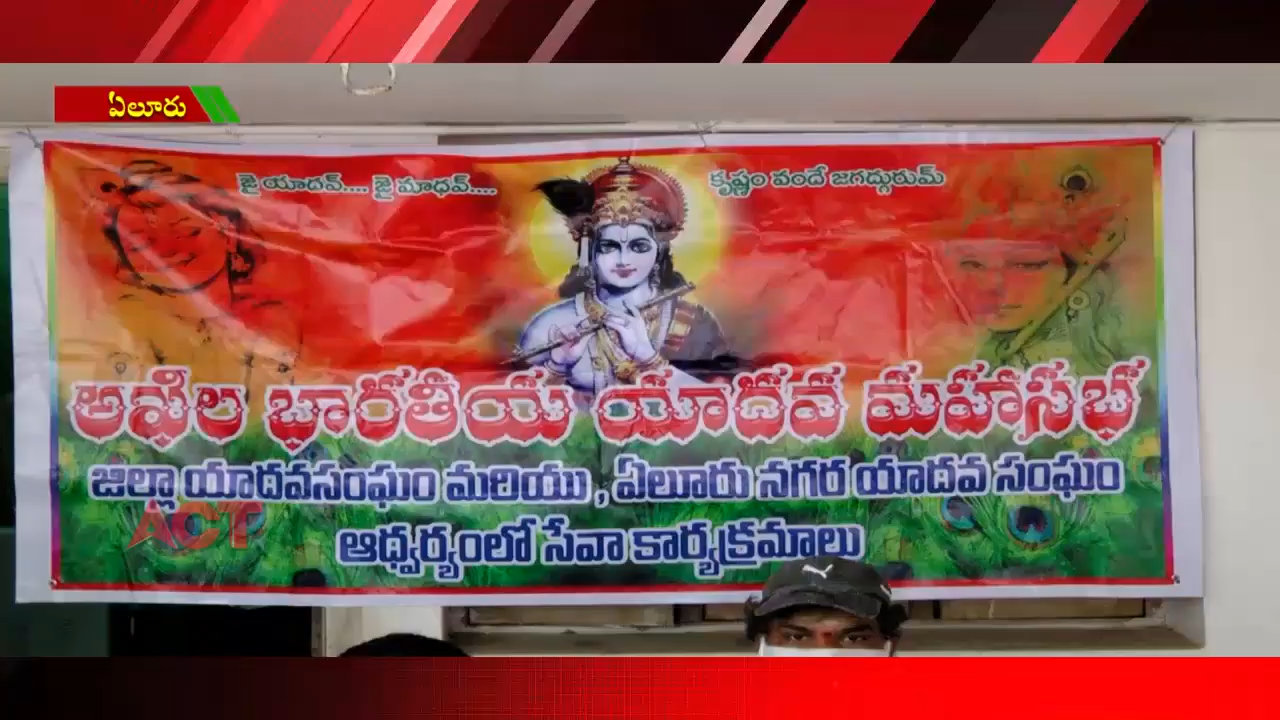 ఏలూరు
జై యాదవ్.... జై మాధవ్....
కృష్ణం వందే జగద్గురుమ్
అఖిల భారతీయ యాదవ మహాసభ
జిల్లా యాదవసంఘం మరియు , ఏలూరు నగర యాదవ సంఘం
ACT
ఆధ్వర్యంలో సేవా కార్యక్రమాలు